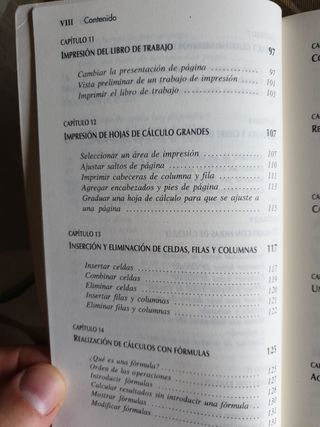 VIII Contenido
CAPÍTULO 11
IMPRESIÓN DEL LIBRO DE TRABAJO 97
Cambiar la presentación de página 97
Vista preliminar de un trabajo de impresión 101
Imprimir el libro de trabajo 103
CAPÍTULO 12
IMPRESIÓN DE HOJAS DE CÁLCULO GRANDES 107
Seleccionar un área de impresión 107
Ajustar saltos de página 110
Imprimir cabeceras de columna y fila 111
Agregar encabezados y pies de página 113
Graduar una hoja de cálculo para que se ajuste a
una página 115
CAPÍTULO 13
INSERCIÓN Y ELIMINACIÓN DE CELDAS, FILAS Y COLUMNAS 117
Insertar celdas 117
Combinar celdas 119
Eliminar celdas 120
Insertar filas y columnas 121
Eliminar filas y columnas 122
CAPÍTULO 14
REALIZACIÓN DE CÁLCULOS CON FÓRMULAS 125
¿Qué es una fórmula? 125
Orden de las operaciones 127
Introducir fórmulas 128
Calcular resultados sin introducir una fórmula 130
Mostrar fórmulas 131
Modificar fórmulas 131